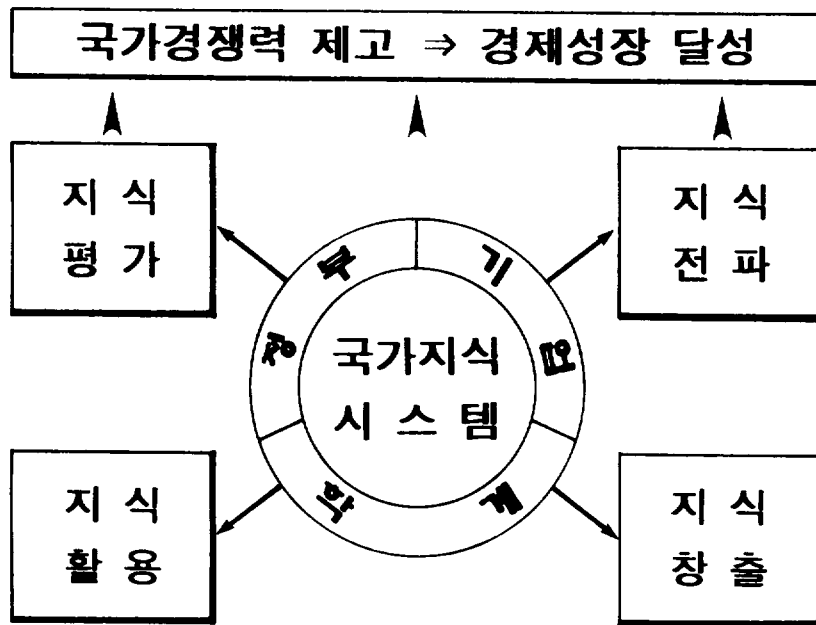 국가경쟁력 제고 ⇒ 경제성장 달성
지 식
평 가
지 식
전 파
정 부
기 업
학 계
국가지식
시 스 템
지 식
활 용
지 식
창 출